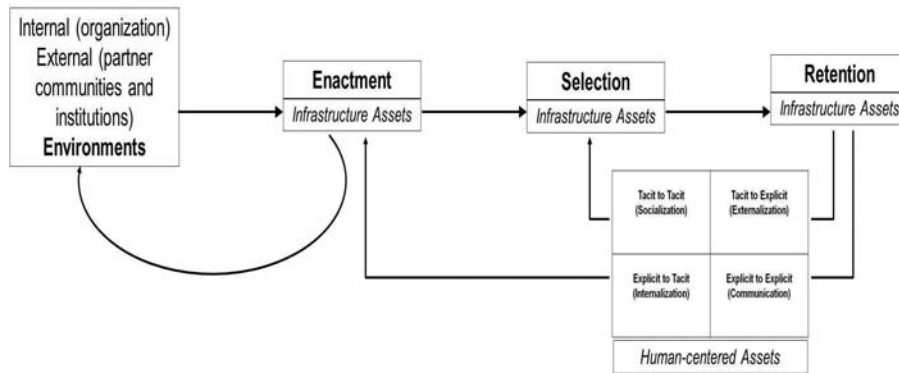 Internal (organization)
External (partner
communities and
institutions)
Environments
Enactment
Infrastructure Assets
Selection
Infrastructure Assets
Retention
Infrastructure Assets
Tacit to Tacit
(Socialization)
Tacit to Explicit
(Externalization)
Explicit to Tacit
(Internalization)
Explicit to Explicit
(Communication)
Human-centered Assets